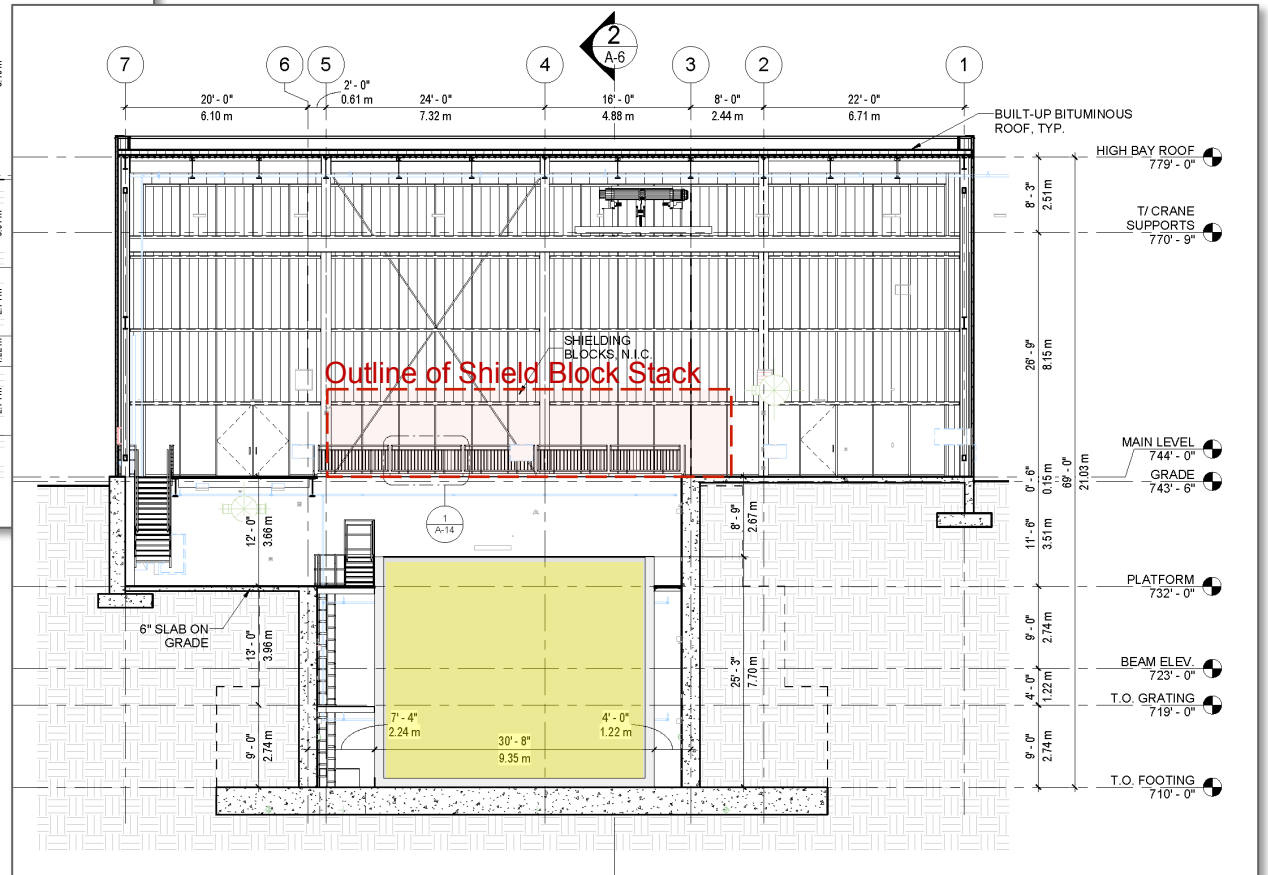 2
A-6
7
6
5
4
3
2
1
20' - 0"
6.10 m
2' - 0"
0.61 m
24' - 0"
7.32 m
16' - 0"
4.88 m
8' - 0"
2.44 m
22' - 0"
6.71 m
BUILT-UP BITUMINOUS
ROOF, TYP.
HIGH BAY ROOF
779' - 0"
8' - 3"
2.51 m
T/ CRANE
SUPPORTS
770' - 9"
26' - 9"
8.15 m
SHIELDING
BLOCKS, N.I.C.
Outline of Shield Block Stack
MAIN LEVEL
744' - 0"
GRADE
743' - 6"
0' - 6"
0.15 m
69' - 0"
21.03 m
11' - 6"
3.51 m
1
A-14
8' - 9"
2.67 m
12' - 0"
3.66 m
PLATFORM
732' - 0"
6" SLAB ON
GRADE
13' - 0"
3.96 m
9' - 0"
2.74 m
BEAM ELEV.
723' - 0"
25' - 3"
7.70 m
4' - 0"
1.22 m
T.O. GRATING
719' - 0"
7' - 4"
2.24 m
4' - 0"
1.22 m
30' - 8"
9.35 m
9' - 0"
2.74 m
9' - 0"
2.74 m
T.O. FOOTING
710' - 0"